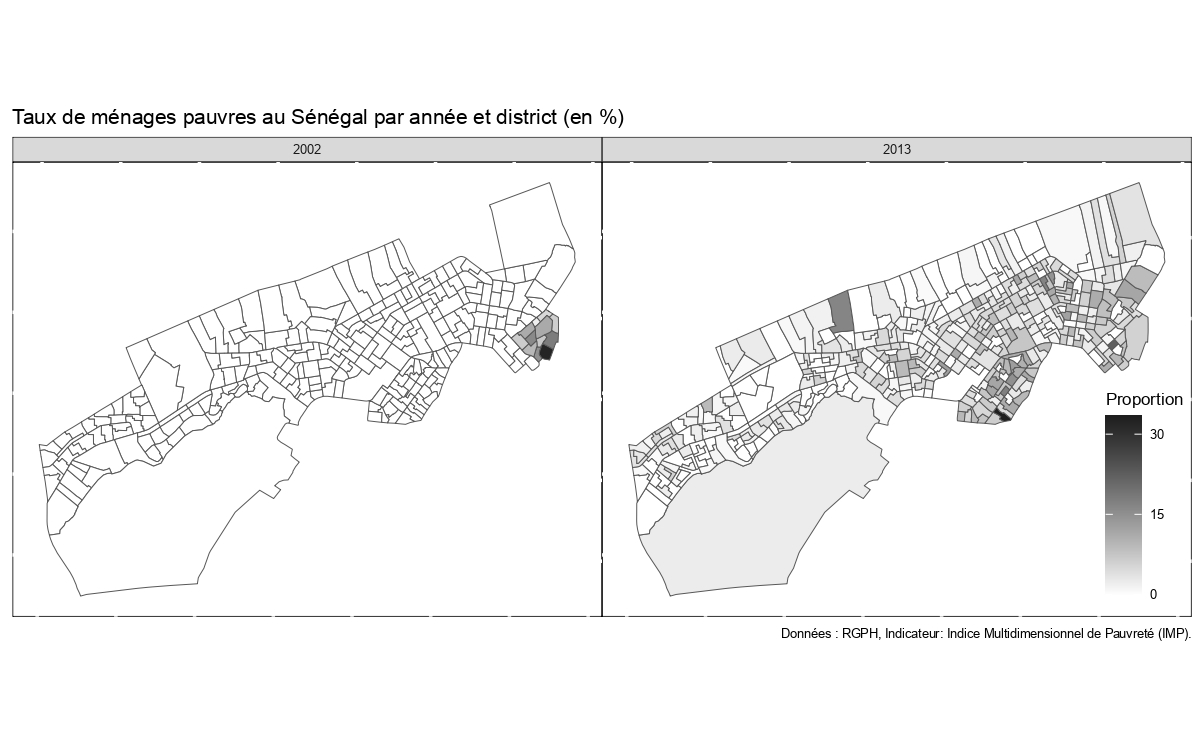 Taux de ménages pauvres au Sénégal par année et district (en %)
2002
2013
Proportion
30
15
0
Données : RGPH, Indicateur: Indice Multidimensionnel de Pauvreté (IMP).